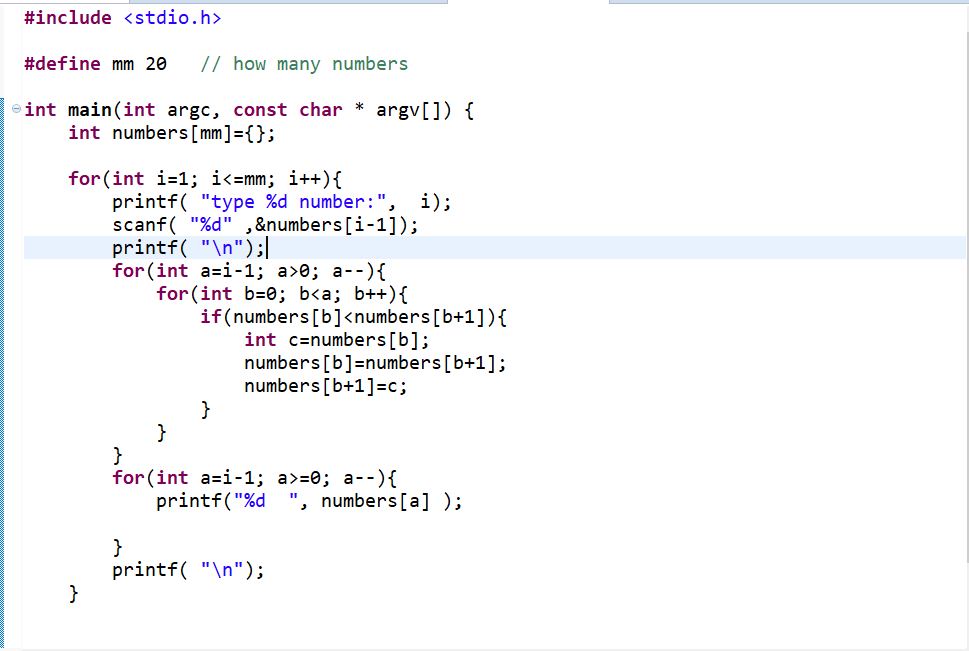 #include <stdio.h>
#define mm 20   // how many numbers
int main(int argc, const char * argv[]) {
    int numbers[mm]={};
    for(int i=1; i<=mm; i++){
        printf( "type %d number:",  i);
        scanf( "%d" ,&numbers[i-1]);
        printf( "\n");
        for(int a=i-1; a>0; a--){
            for(int b=0; b<a; b++){
                if(numbers[b]<numbers[b+1]){
                    int c=numbers[b];
                    numbers[b]=numbers[b+1];
                    numbers[b+1]=c;
                }
            }
        }
        for(int a=i-1; a>=0; a--){
            printf("%d  ", numbers[a] );
        }
        printf( "\n");
    }